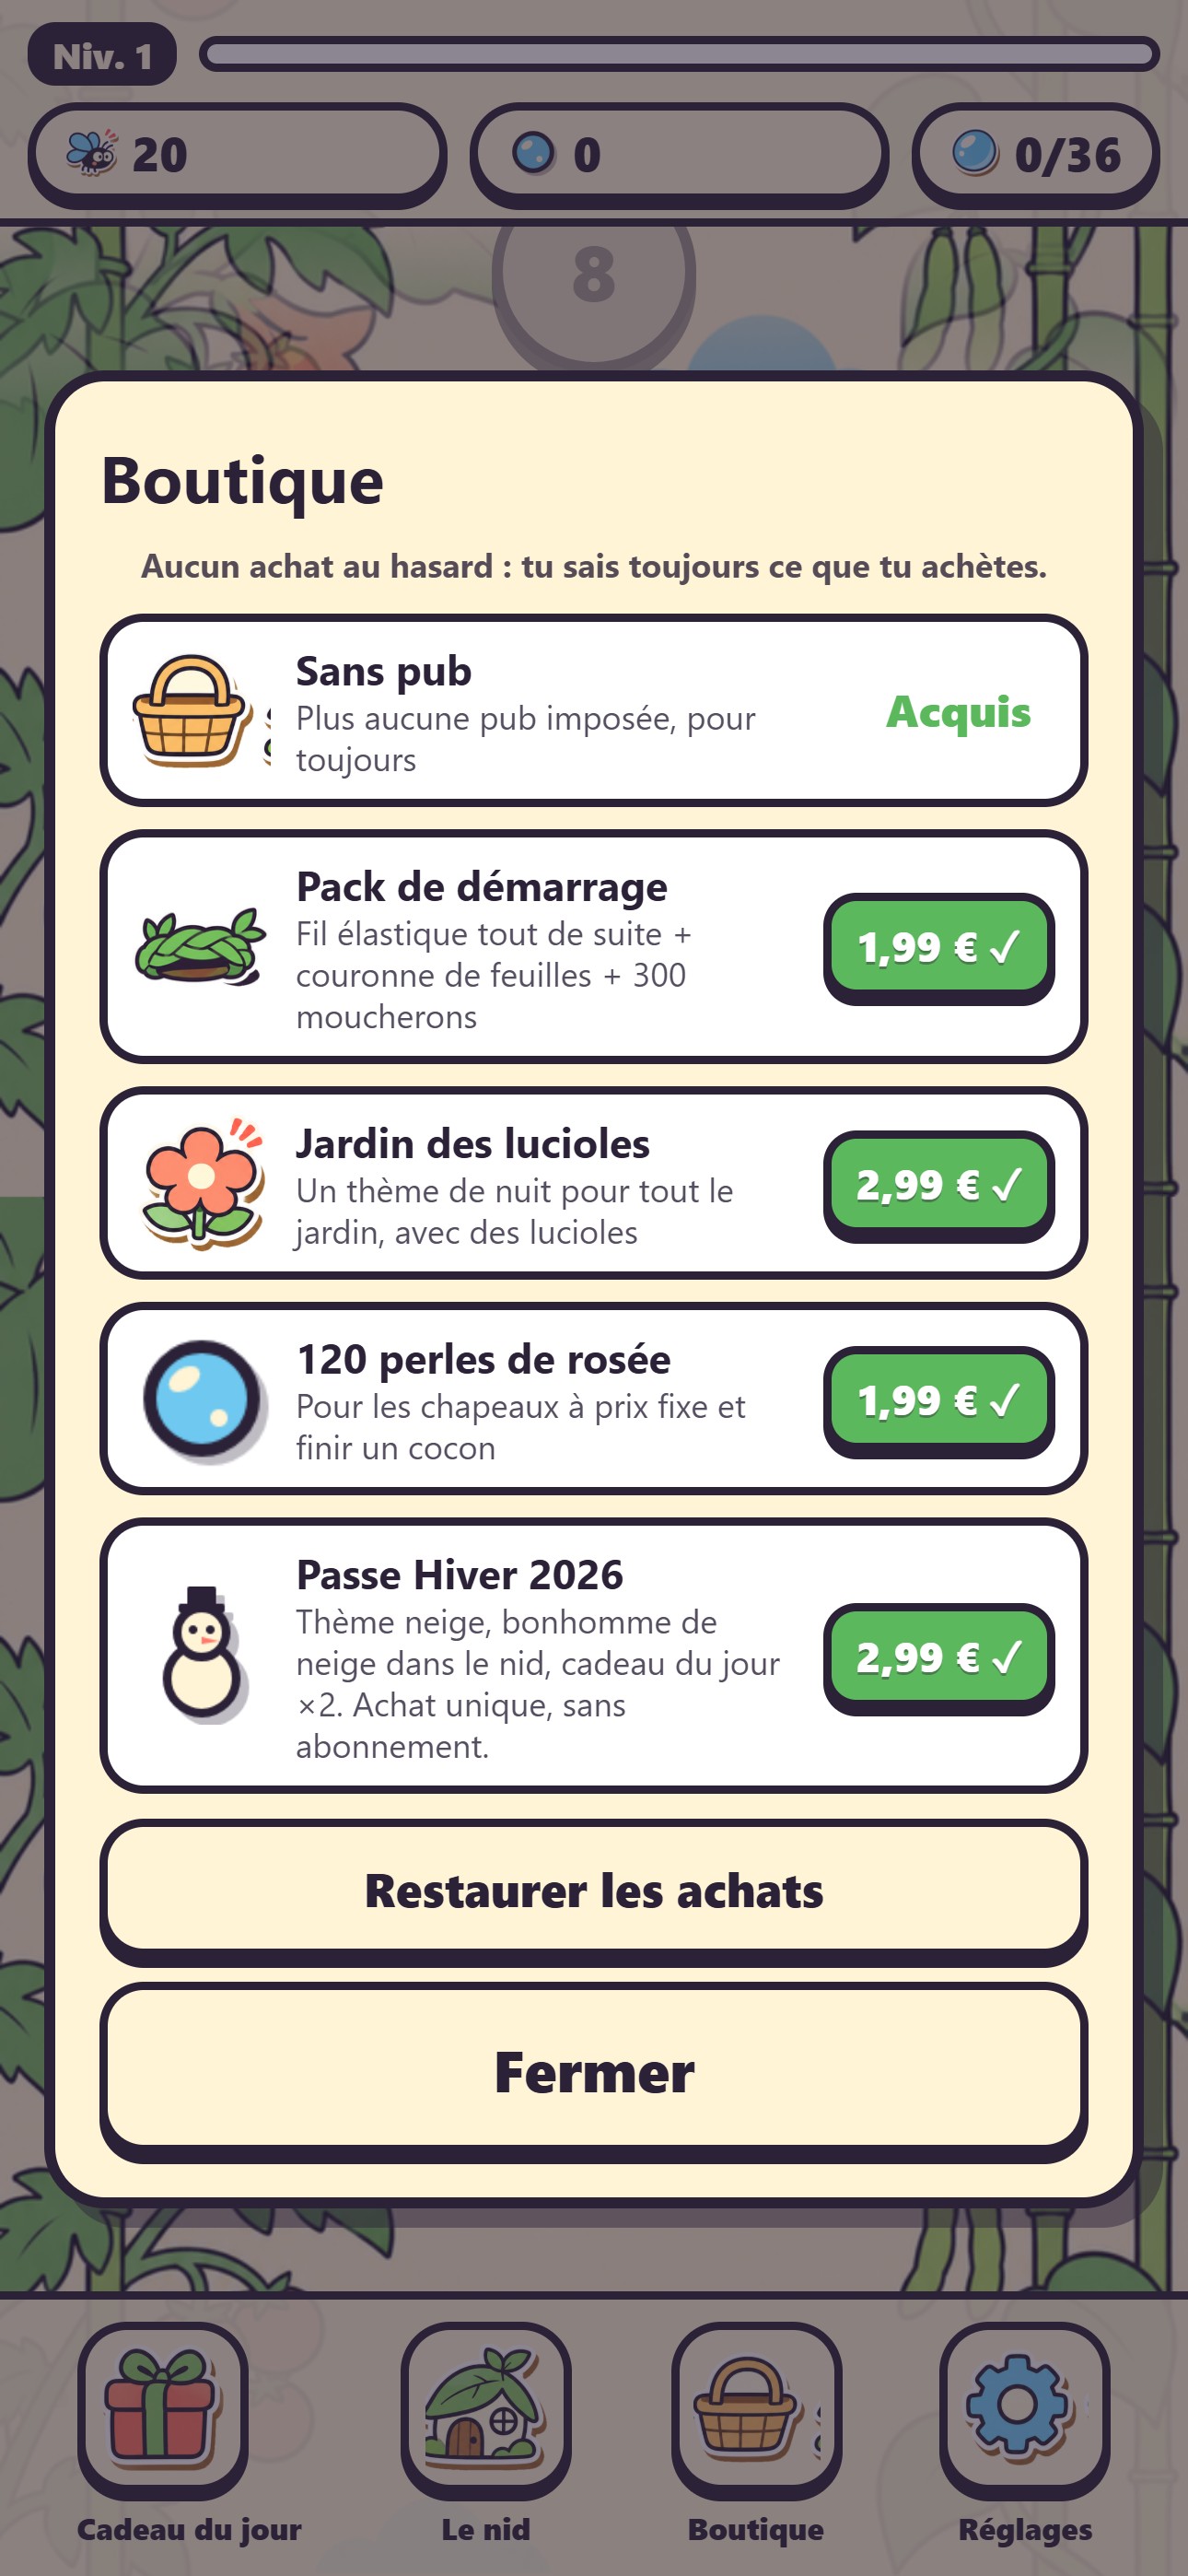 Niv. 1
20
0
0/36
8
Boutique
Aucun achat au hasard : tu sais toujours ce que tu achètes.
Sans pub
Plus aucune pub imposée, pour
toujours
Acquis
Pack de démarrage
Fil élastique tout de suite +
couronne de feuilles + 300
moucherons
1,99 € ✓
Jardin des lucioles
Un thème de nuit pour tout le
jardin, avec des lucioles
2,99 € ✓
120 perles de rosée
Pour les chapeaux à prix fixe et
finir un cocon
1,99 € ✓
Passe Hiver 2026
Thème neige, bonhomme de
neige dans le nid, cadeau du jour
×2. Achat unique, sans
abonnement.
2,99 € ✓
Restaurer les achats
Fermer
Cadeau du jour
Le nid
Boutique
Réglages